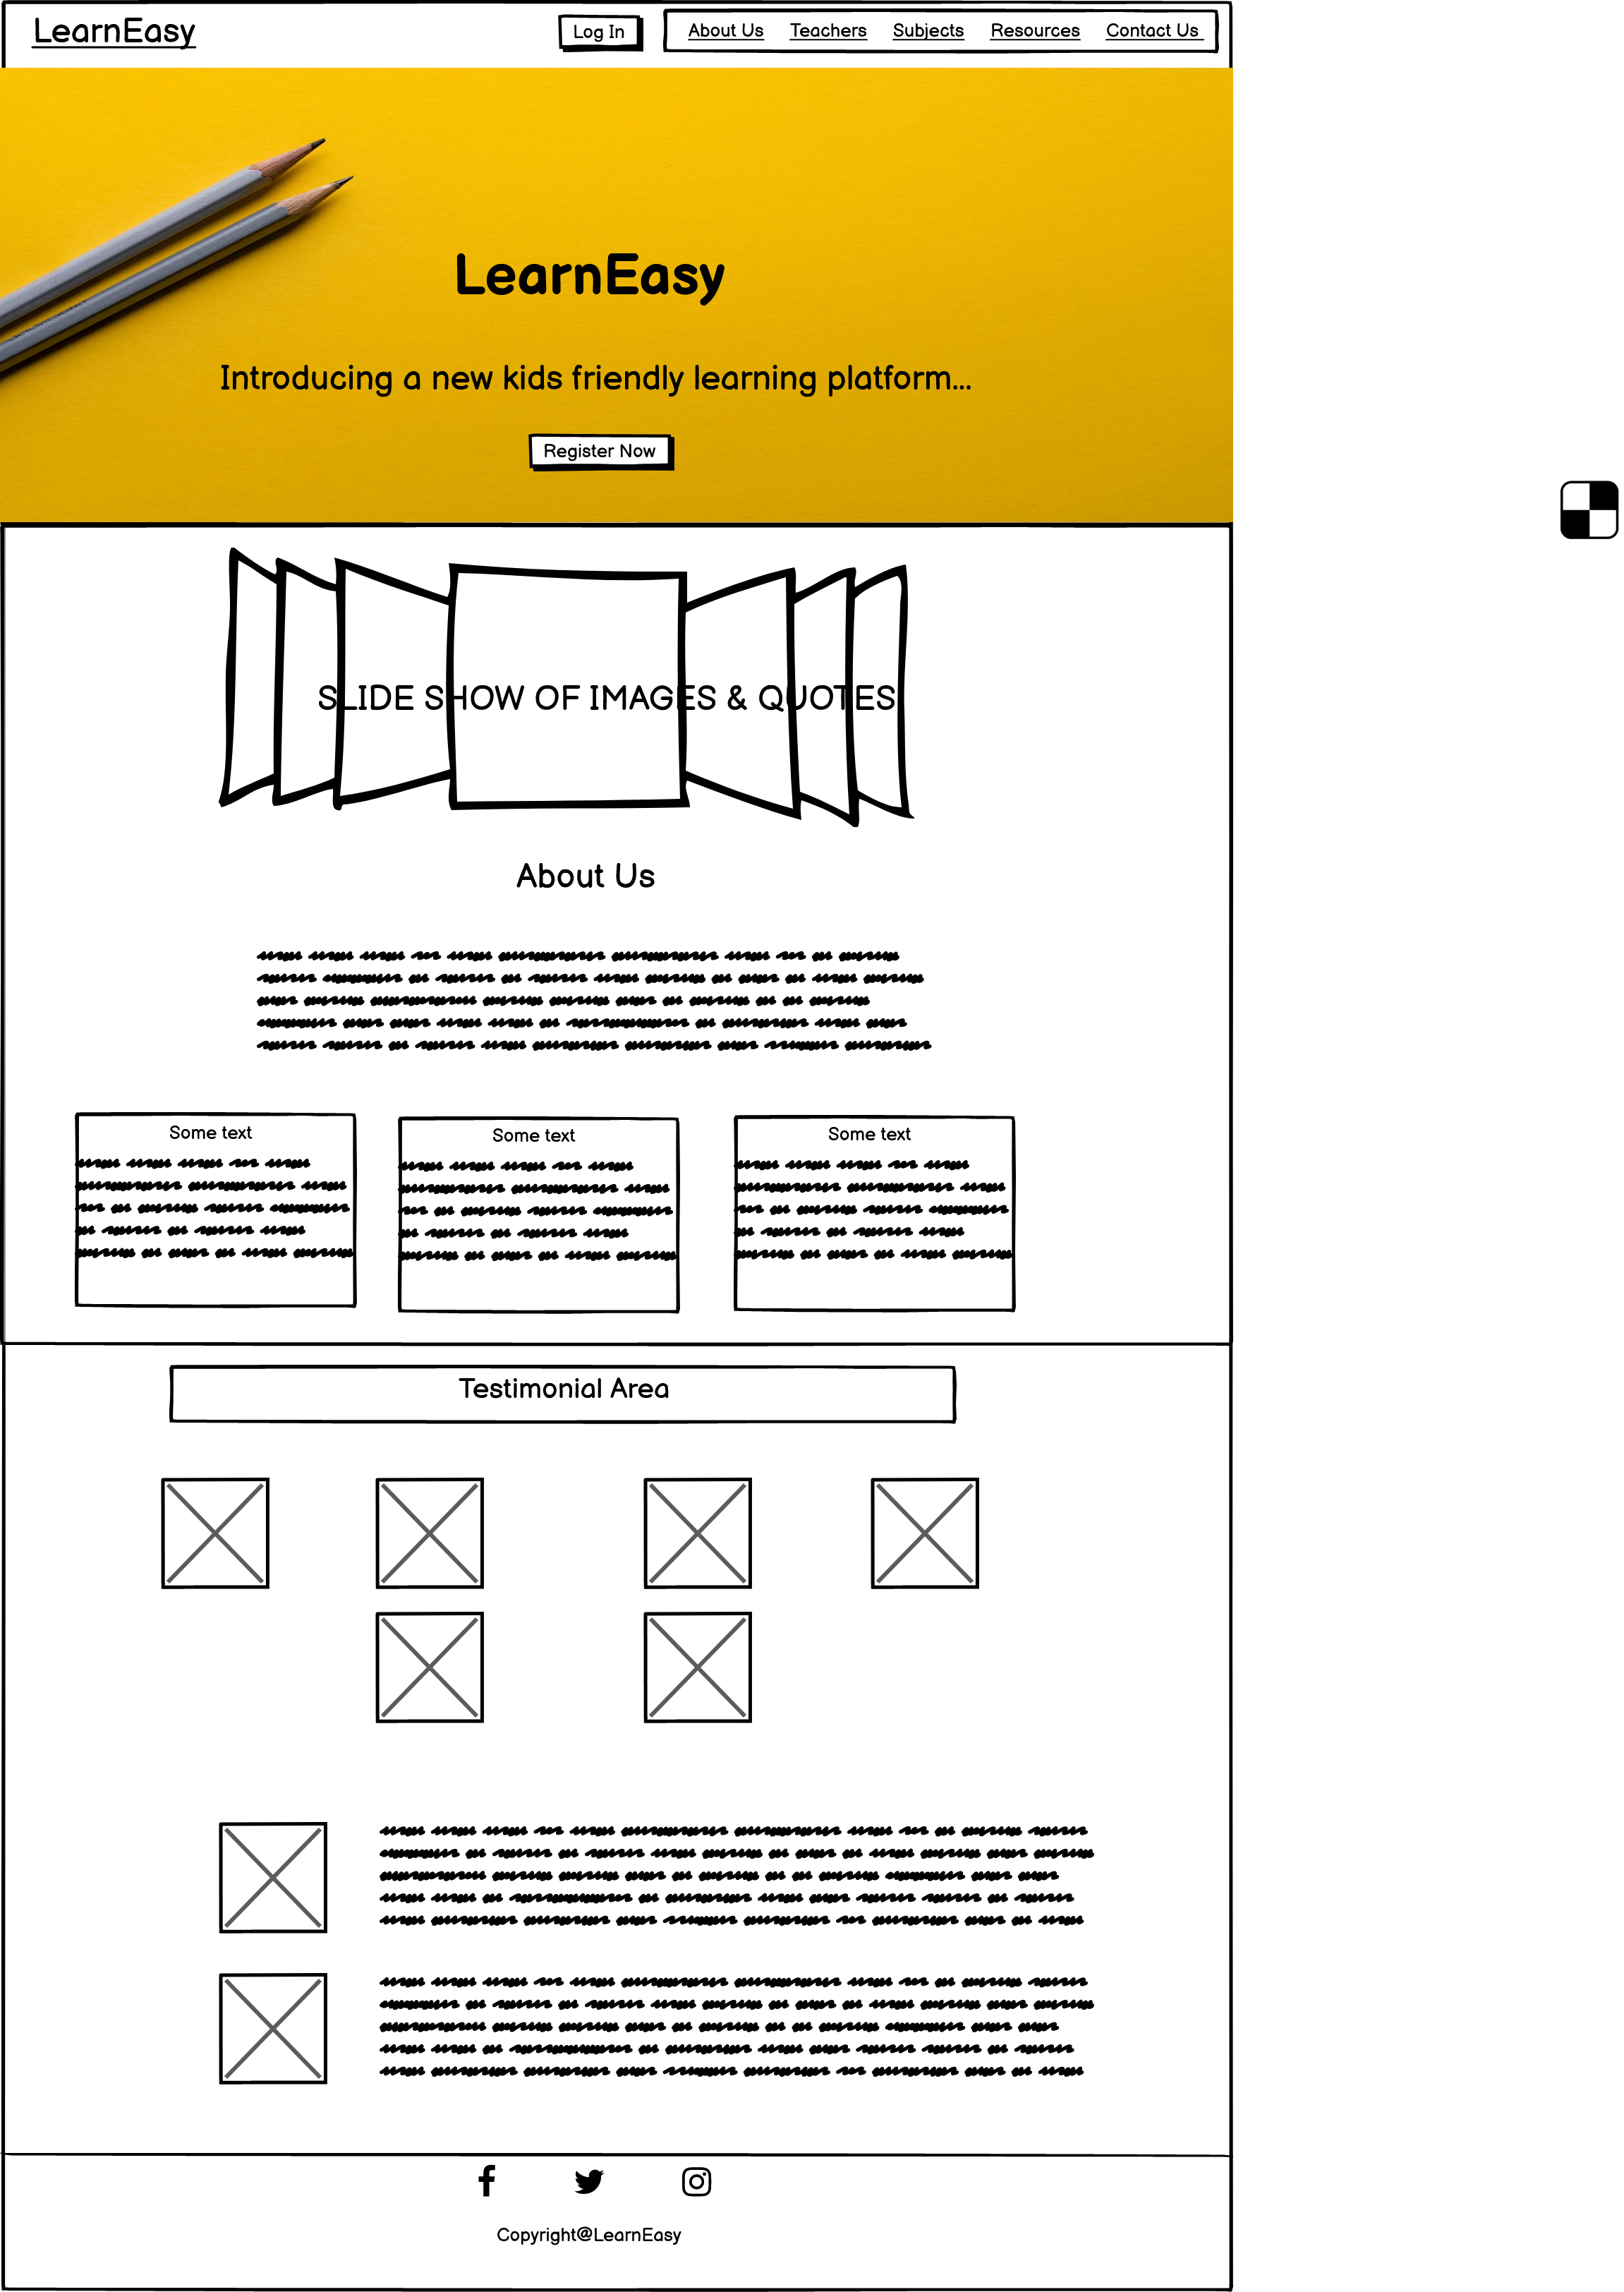 LearnEasy
Log In
About Us Teachers Subjects Resources Contact Us
LearnEasy
Introducing a new kids friendly learning platform...
Register Now
SLIDE SHOW OF IMAGES & QUOTES
About Us
Some text
Some text
Some text
Testimonial Area
Copyright@LearnEasy